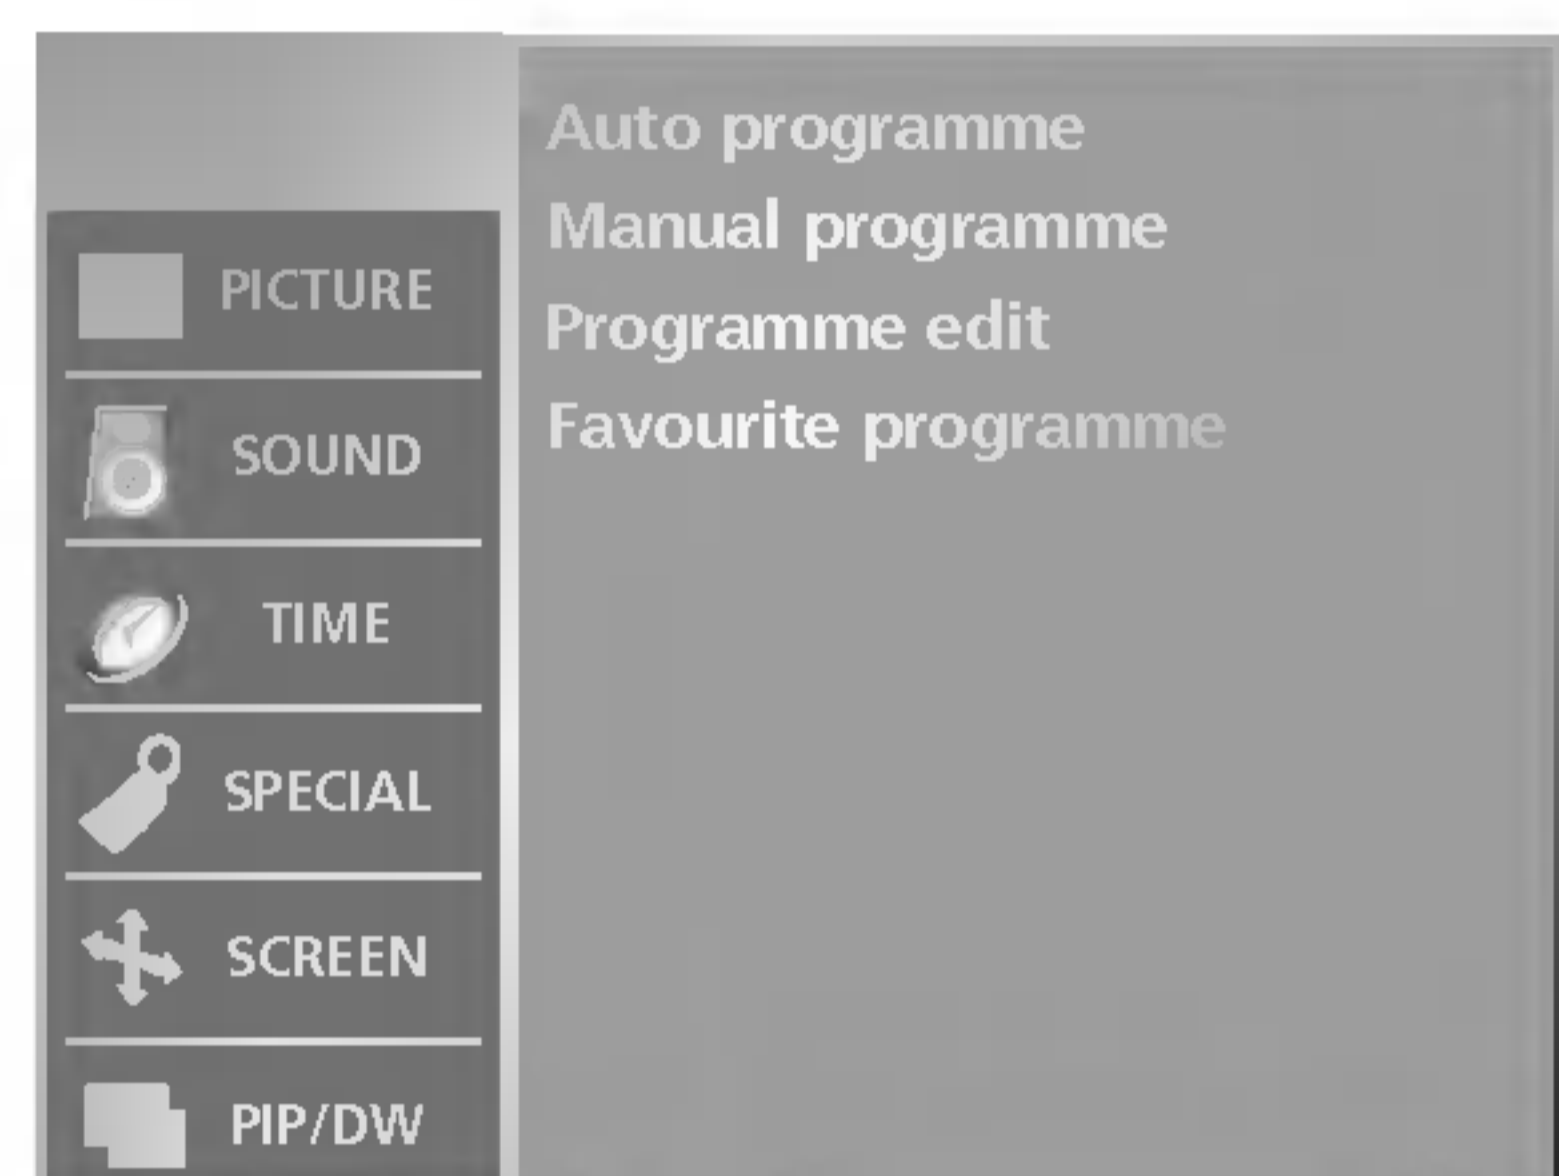 Auto programme
Manual programme
Programme edit
Favourite programme
PICTURE
SOUND
TIME
SPECIAL
SCREEN
PIP/DW